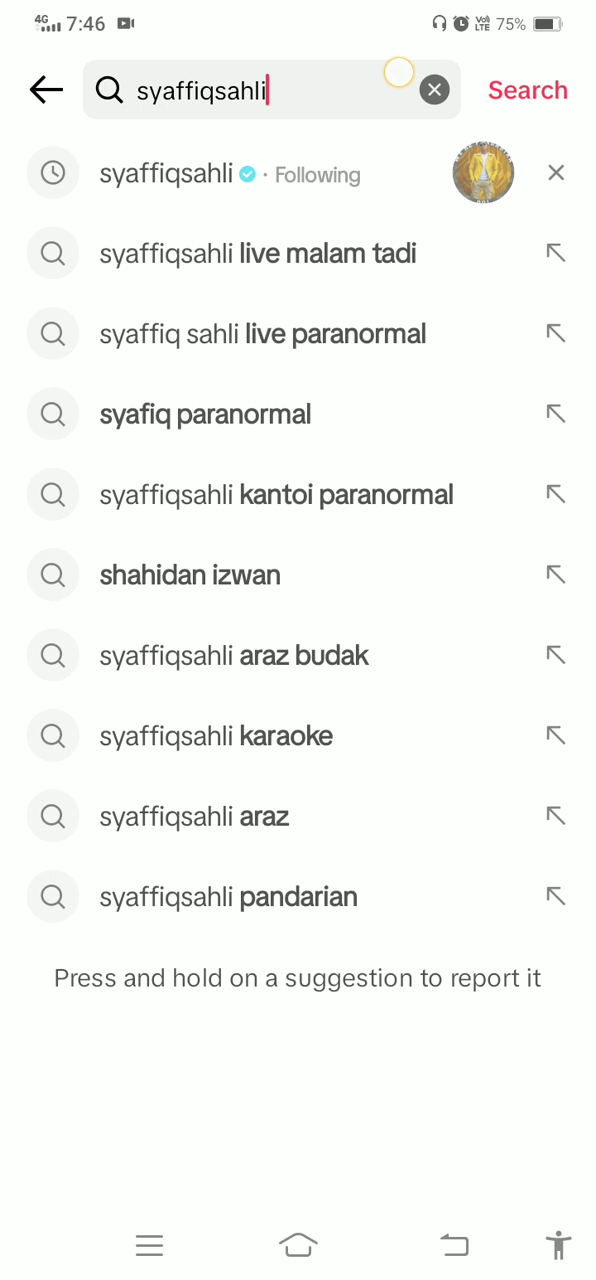 4G 7:46 Vo) LTE 75%
syaffiqsahli Search
syaffiqsahli · Following
syaffiqsahli live malam tadi
syaffiq sahli live paranormal
syafiq paranormal
syaffiqsahli kantoi paranormal
shahidan izwan
syaffiqsahli araz budak
syaffiqsahli karaoke
syaffiqsahli araz
syaffiqsahli pandarian
Press and hold on a suggestion to report it